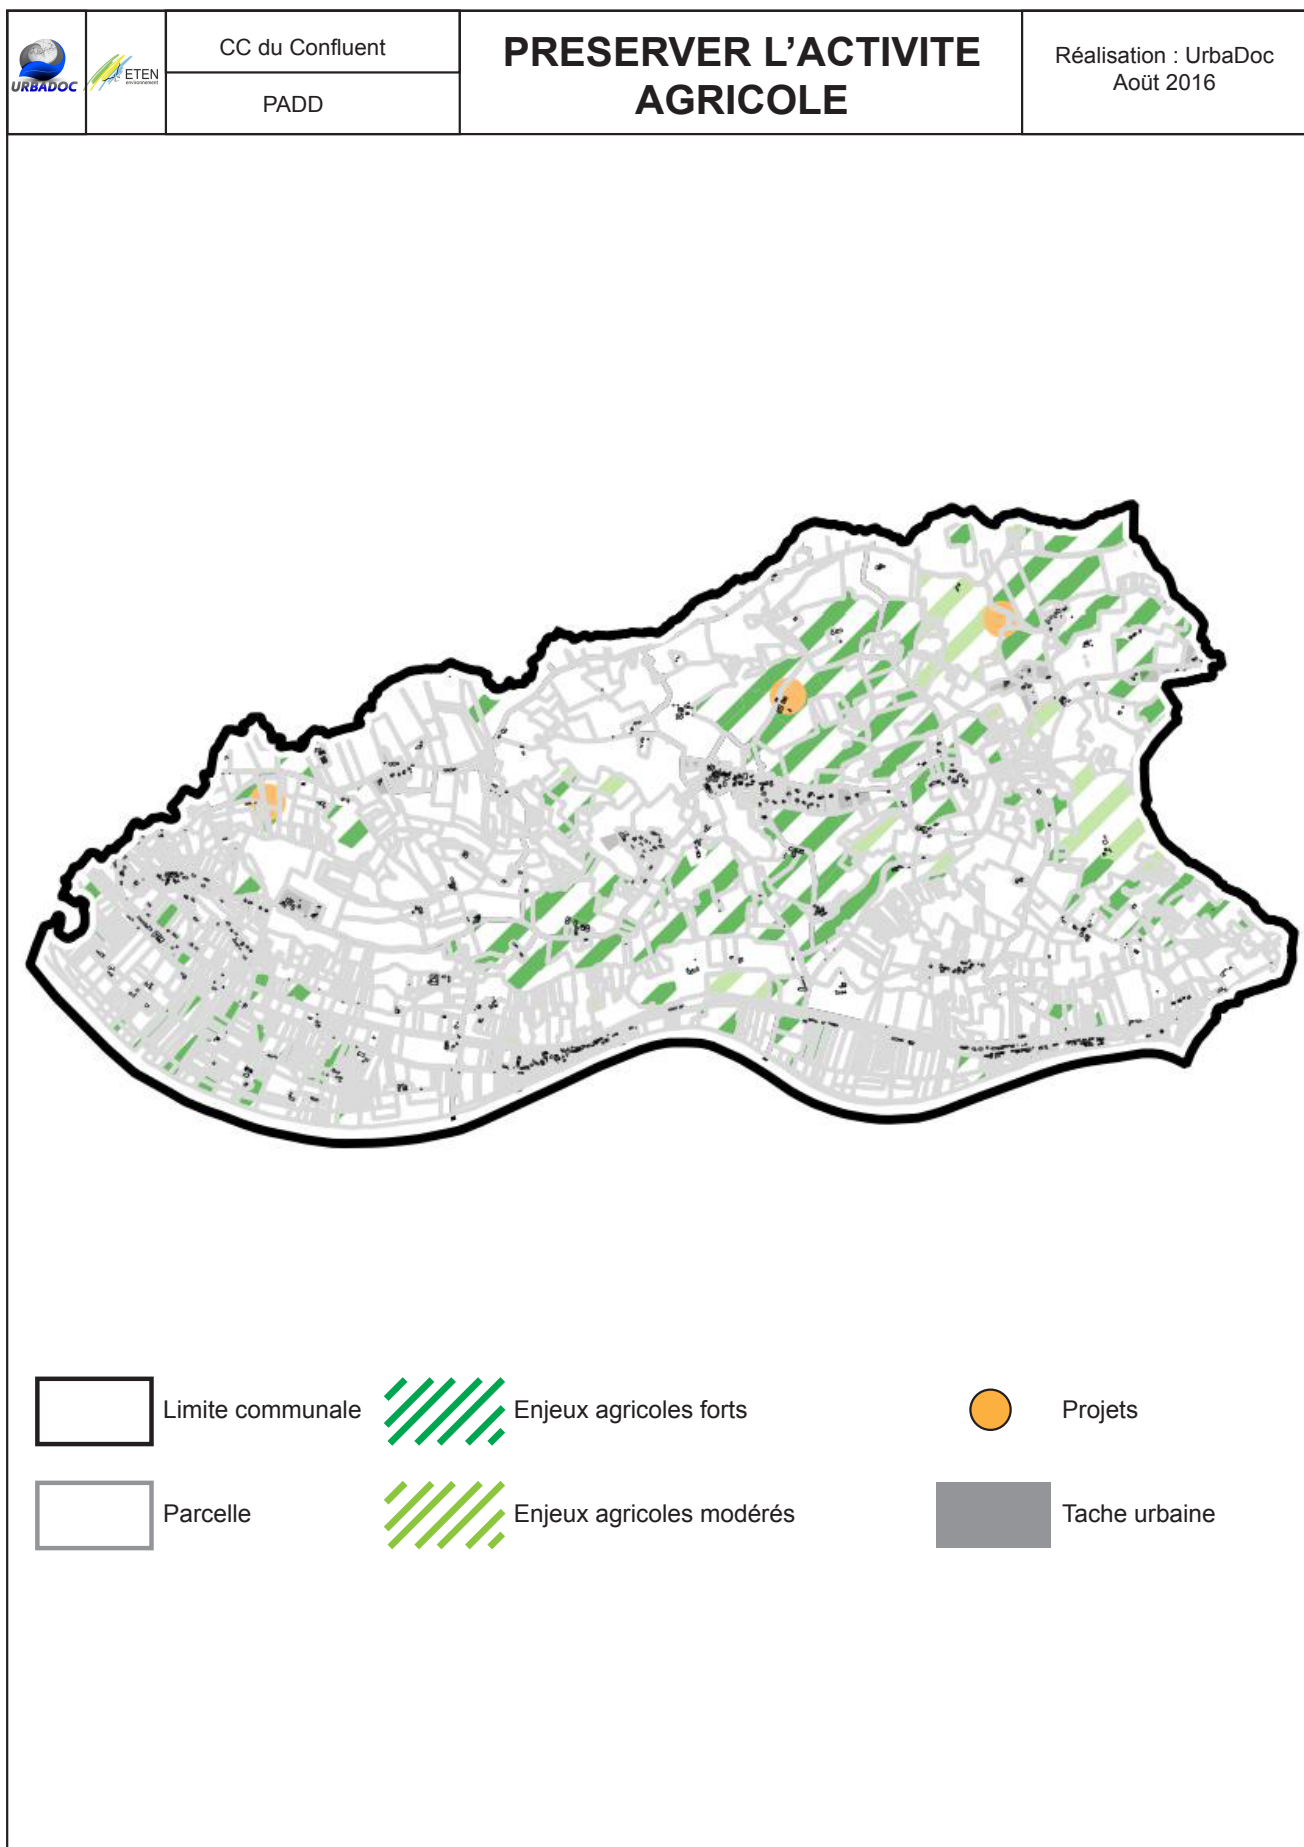 URBADOC
ETEN
environnement
CC du Confluent
PADD
PRESERVER L'ACTIVITE
AGRICOLE
Réalisation : UrbaDoc
Août 2016
Limite communale
Enjeux agricoles forts
Projets
Parcelle
Enjeux agricoles modérés
Tache urbaine